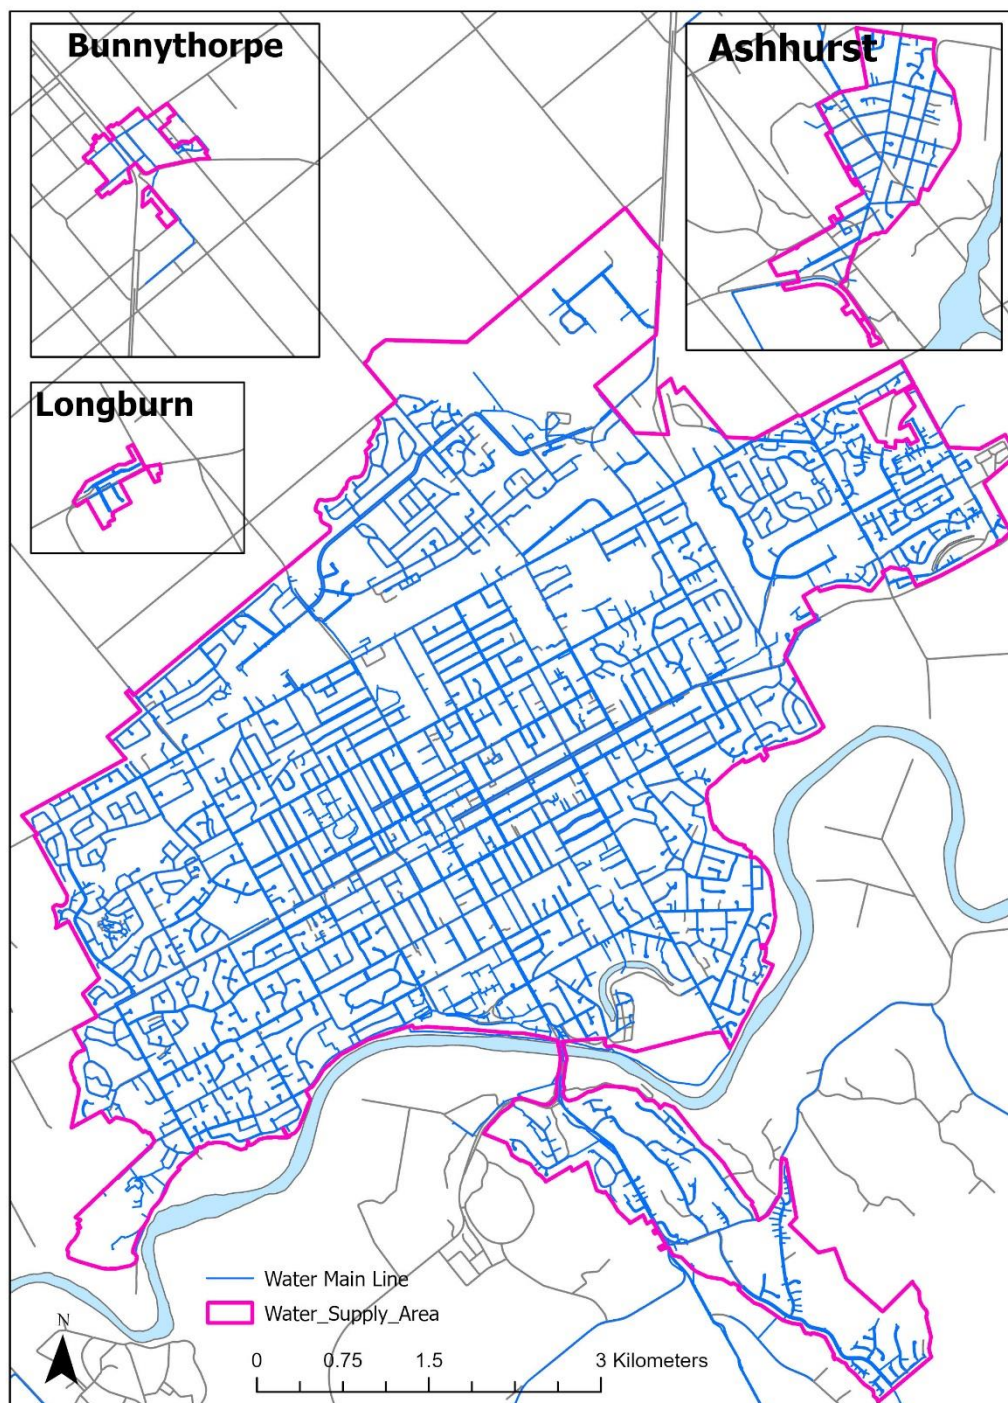 Bunnythorpe
Ashhurst
Longburn
Water Main Line
Water_Supply_Area
N
0 0.75 1.5 3 Kilometers